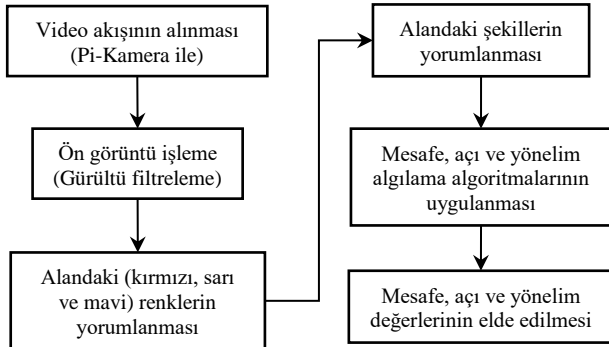 Video akışının alınması
(Pi-Kamera ile)
Ön görüntü işleme
(Gürültü filtreleme)
Alandaki (kırmızı, sarı
ve mavi) renklerin
yorumlanması
Alandaki şekillerin
yorumlanması
Mesafe, açı ve yönelim
algılama algoritmalarının
uygulanması
Mesafe, açı ve yönelim
değerlerinin elde edilmesi